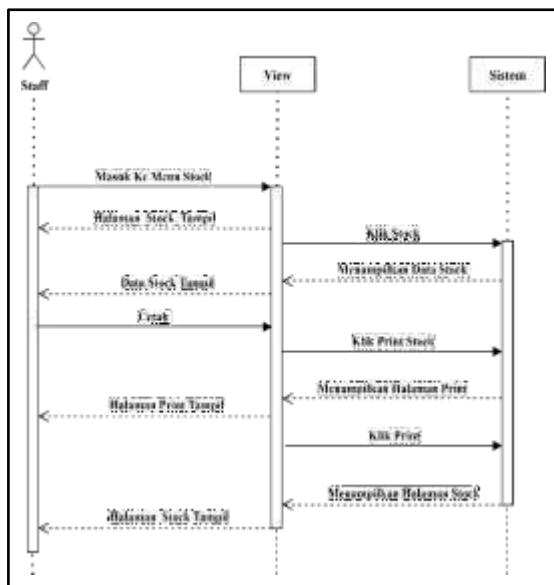 Staff
View
Sistem
Masuk Ke Menu Stock
Halaman Stock Tampil
Klik Stock
Menampilkan Data Stock
Data Stock Tampil
Cetak
Klik Print Stock
Menampilkan Halaman Print
Halaman Print Tampil
Klik Print
Menampilkan Halaman Stock
Halaman Stock Tampil